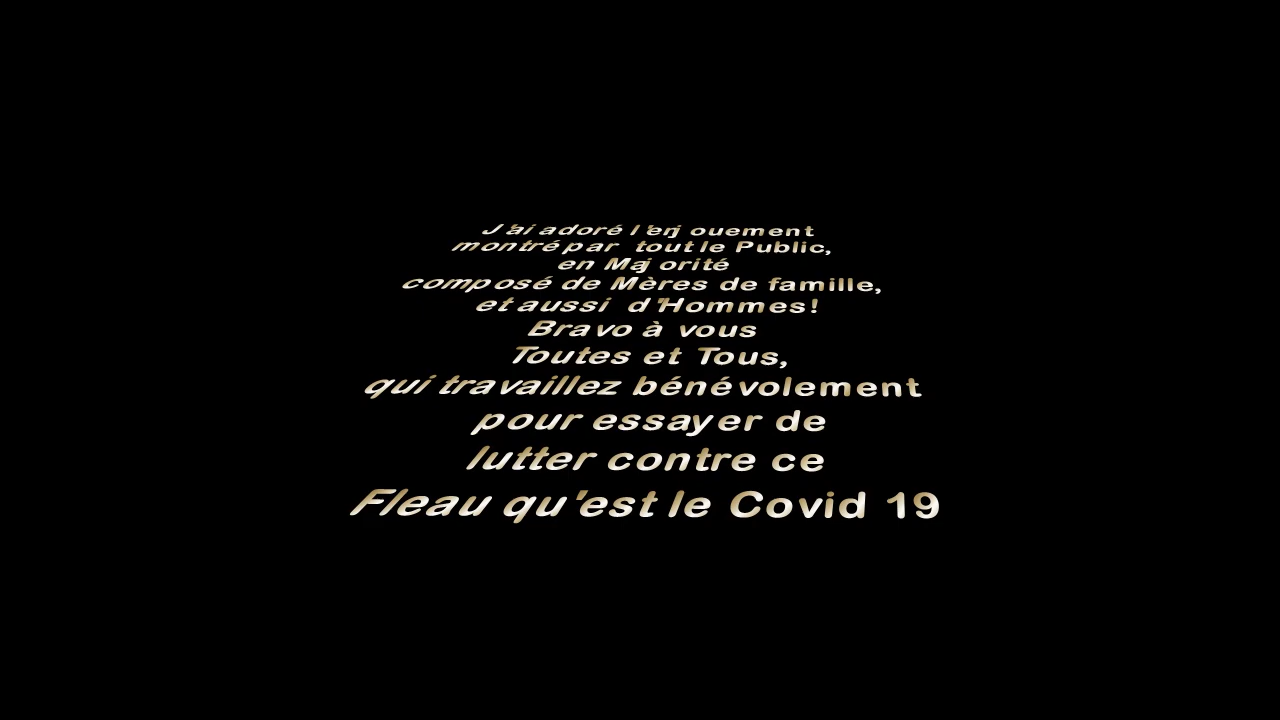 J'ai adoré l'enjouement
montré par tout le Public,
en Majorité
composé de Mères de famille,
et aussi d'Hommes!
Bravo à vous
Toutes et Tous,
qui travaillez bénévolement
pour essayer de
lutter contre ce
Fleau qu'est le Covid 19